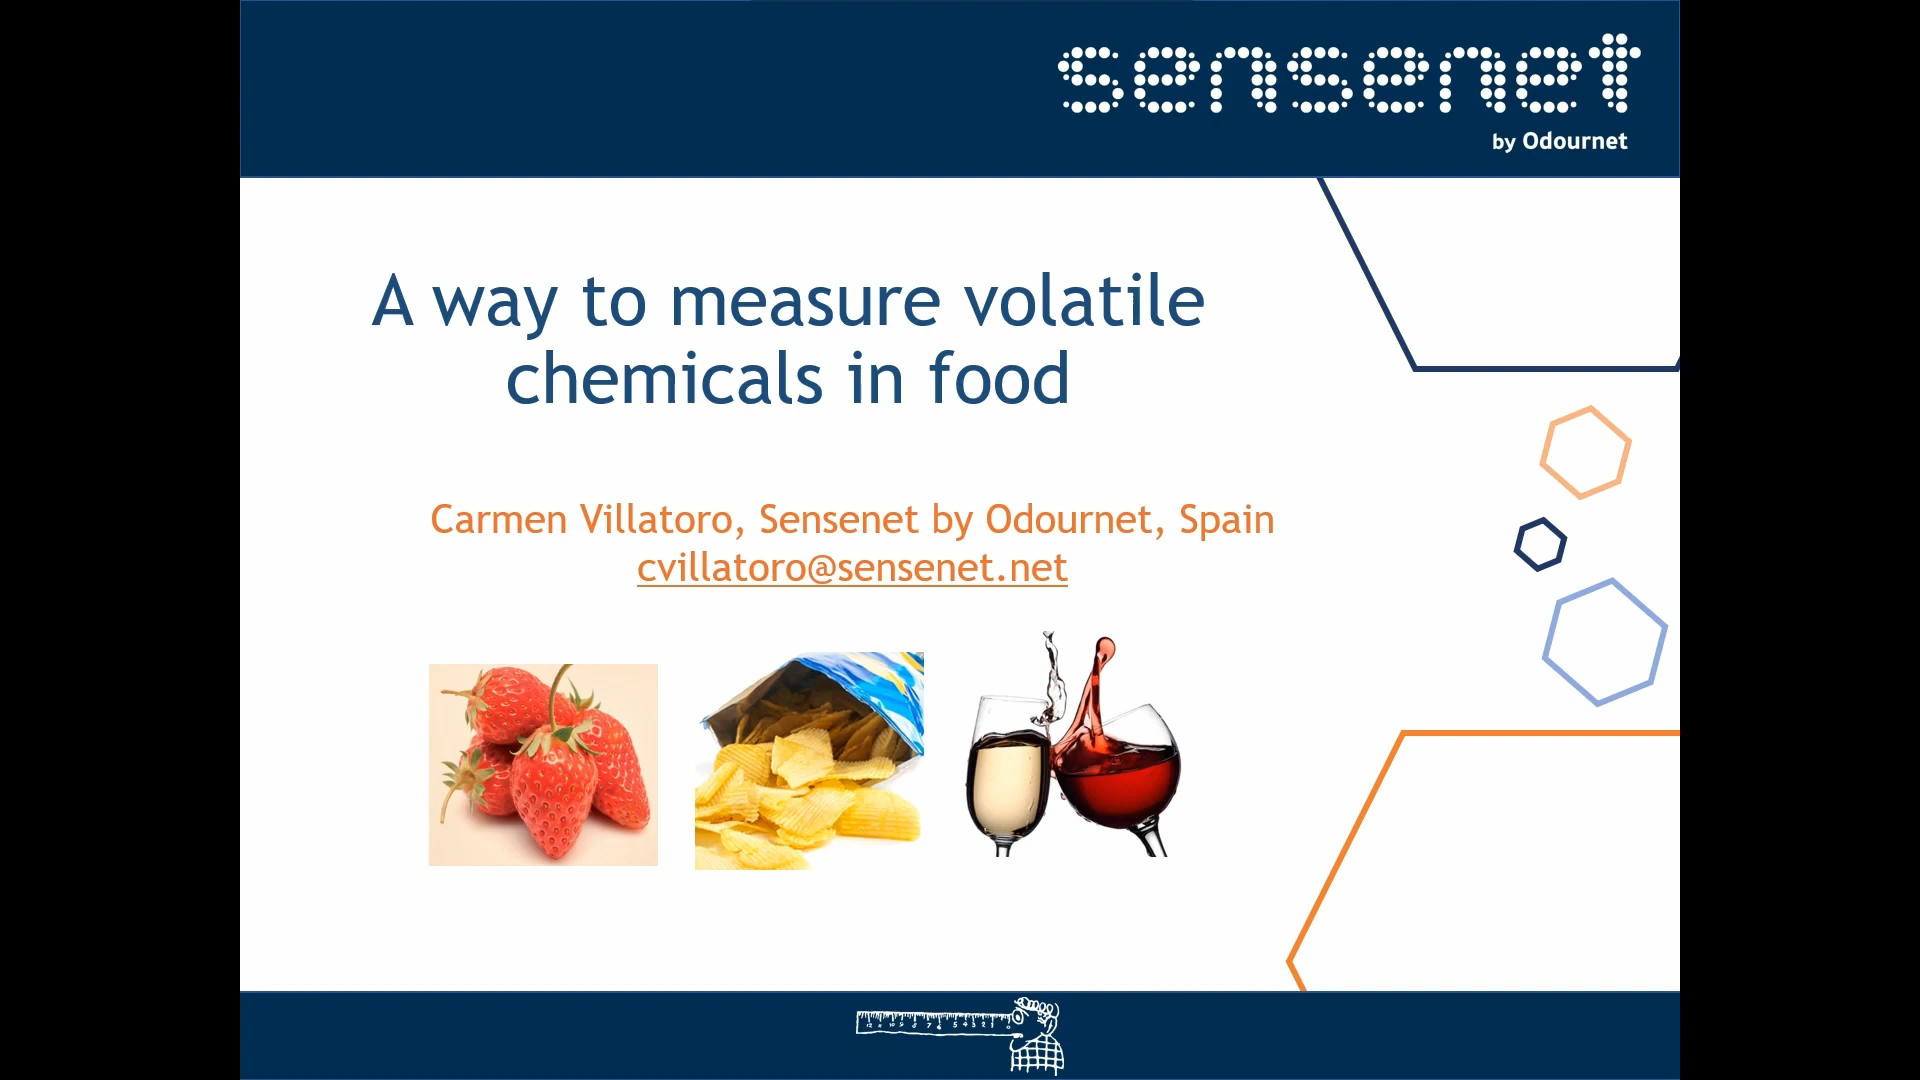 sensenet
by Odournet
A way to measure volatile
chemicals in food
Carmen Villatoro, Sensenet by Odournet, Spain
cvillatoro@sensenet.net